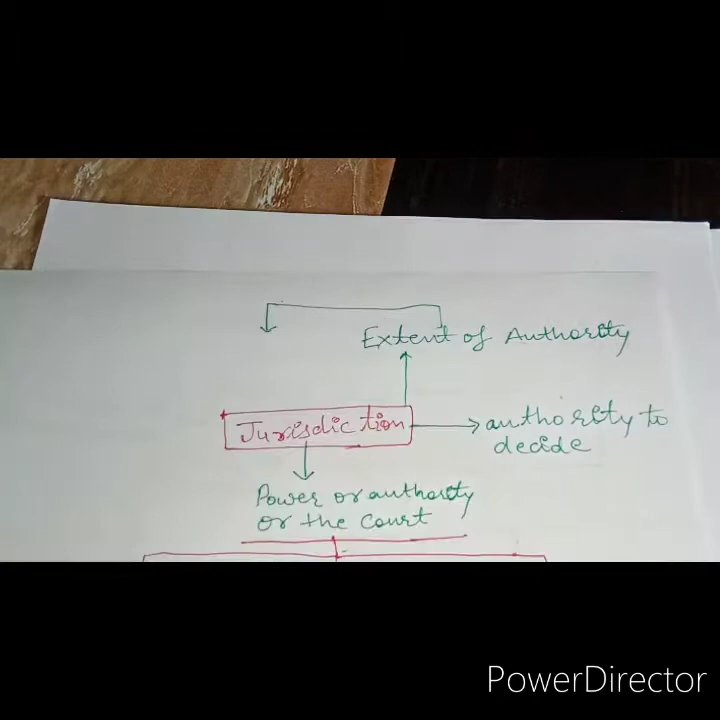 Extent of Authority
Jurisdiction
authority to
decide
Power or authority
or the Court
PowerDirector